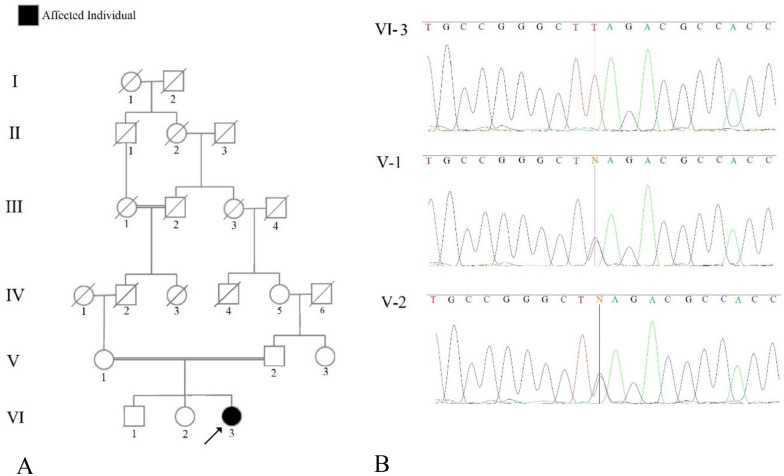 Affected Individual
I
1 2
II
1 2 3
III
1 2 3 4
IV
1 2 3 4 5 6
V
1 2 3
VI
1 2 3
A
VI-3
T G C C G G G C T T A G A C G C C A C C
V-1
T G C C G G G C T N A G A C G C C A C C
V-2
T G C C G G G C T N A G A C G C C A C C
B